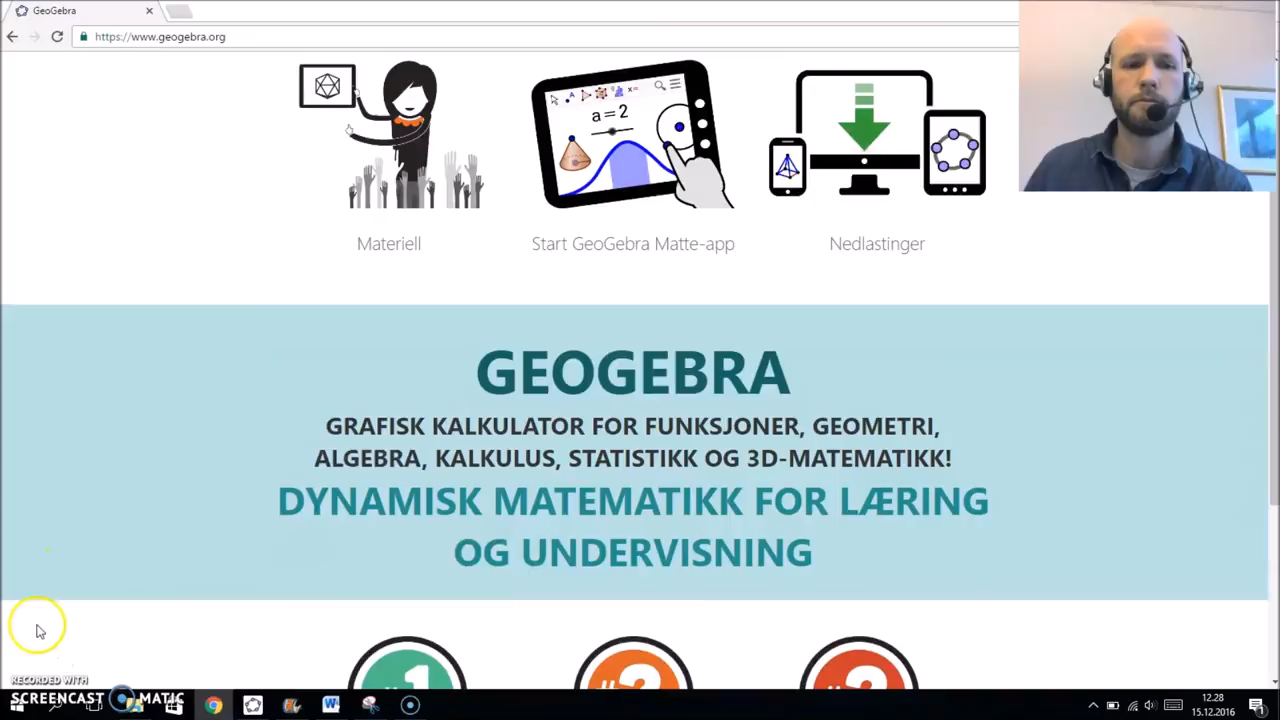 GeoGebra
https://www.geogebra.org
a=2
x=
Materiell
Start GeoGebra Matte-app
Nedlastinger
GEOGEBRA
GRAFISK KALKULATOR FOR FUNKSJONER, GEOMETRI,
ALGEBRA, KALKULUS, STATISTIKK OG 3D-MATEMATIKK!
DYNAMISK MATEMATIKK FOR LÆRING
OG UNDERVISNING
RECORDED WITH
SCREENCAST MATIC
12.28
15.12.2016